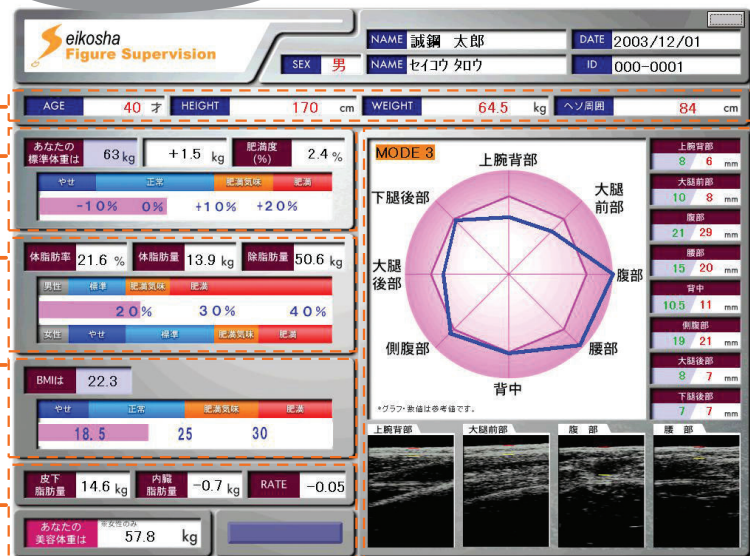 Seikosha
Figure Supervision
SEX 男
NAME 誠鋼 太郎
NAME セイコウ タロウ
DATE 2003/12/01
ID 000-0001
AGE 40 才 HEIGHT 170 cm WEIGHT 64.5 kg ヘソ周囲 84 cm
あなたの
標準体重は 63 kg +1.5 kg 肥満度
(%) 2.4 %
やせ 正常 肥満気味 肥満
-10% 0% +10% +20%
体脂肪率 21.6 % 体脂肪量 13.9 kg 除脂肪量 50.6 kg
男性 標準 肥満気味 肥満
20% 30% 40%
女性 やせ 標準 肥満気味 肥満
BMIは 22.3
やせ 正常 肥満気味 肥満
18.5 25 30
皮下
脂肪量 14.6 kg 内臓
脂肪量 -0.7 kg RATE -0.05
あなたの
美容体重は ※女性のみ
57.8 kg
MODE 3
上腕背部
大腿
前部
腹部
腰部
背中
側腹部
大腿
後部
下腿後部
*グラフ・数値は参考値です。
上腕背部
8 6 mm
大腿前部
10 8 mm
腹部
21 29 mm
腰部
15 20 mm
背中
10.5 11 mm
側腹部
19 21 mm
大腿後部
8 7 mm
下腿後部
7 7 mm
上腕背部 大腿前部 腹 部 腰 部